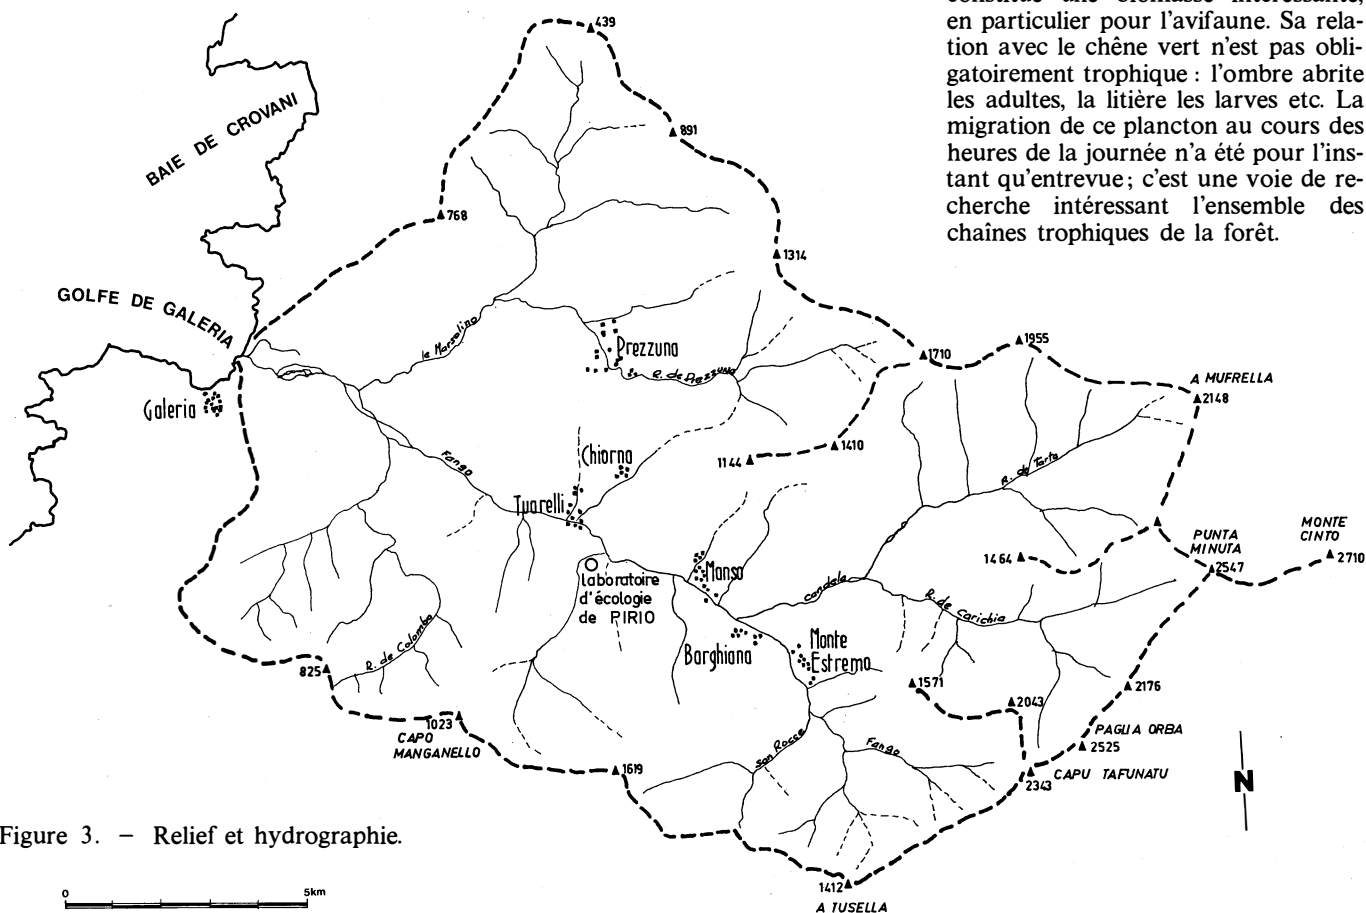 constitue une biomasse intéressante,
en particulier pour l'avifaune. Sa rela-
tion avec le chêne vert n'est pas obli-
gatoirement trophique : l'ombre abrite
les adultes, la litière les larves etc. La
migration de ce plancton au cours des
heures de la journée n'a été pour l'ins-
tant qu'entrevue; c'est une voie de re-
cherche intéressant l'ensemble des
chaînes trophiques de la forêt.
439
891
BAIE DE CROVANI
768
1314
GOLFE DE GALERIA
le Marsolino
Prezzuna
R. de Prezzuna
1710
1955
A MUFRELLA
2148
Galeria
Fango
Chiorna
1144
1410
R. de Tarta
Tuarelli
PUNTA
MINUTA
2547
MONTE
CINTO
2710
1464
laboratoire
d'écologie
de PIRIO
Manso
Candela
R. de Carichia
Barghiana
Monte
Estremo
R. de Colombo
825
1571
2176
2043
1023
CAPO
MANGANELLO
PAGLIA ORBA
2525
San Rocce
Fango
1619
2343
CAPU TAFUNATU
N
Figure 3. – Relief et hydrographie.
0
5km
1412
A TUSELLA